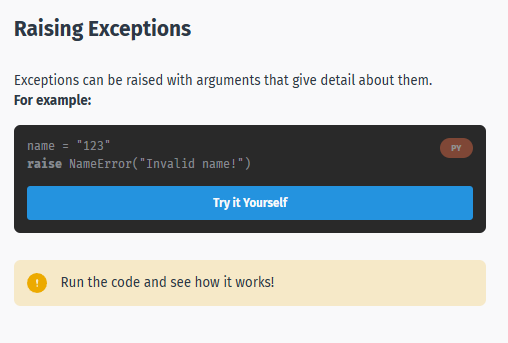 Raising Exceptions
Exceptions can be raised with arguments that give detail about them.
For example:
name = "123"
PY
raise NameError("Invalid name!")
Try it Yourself
!
Run the code and see how it works!